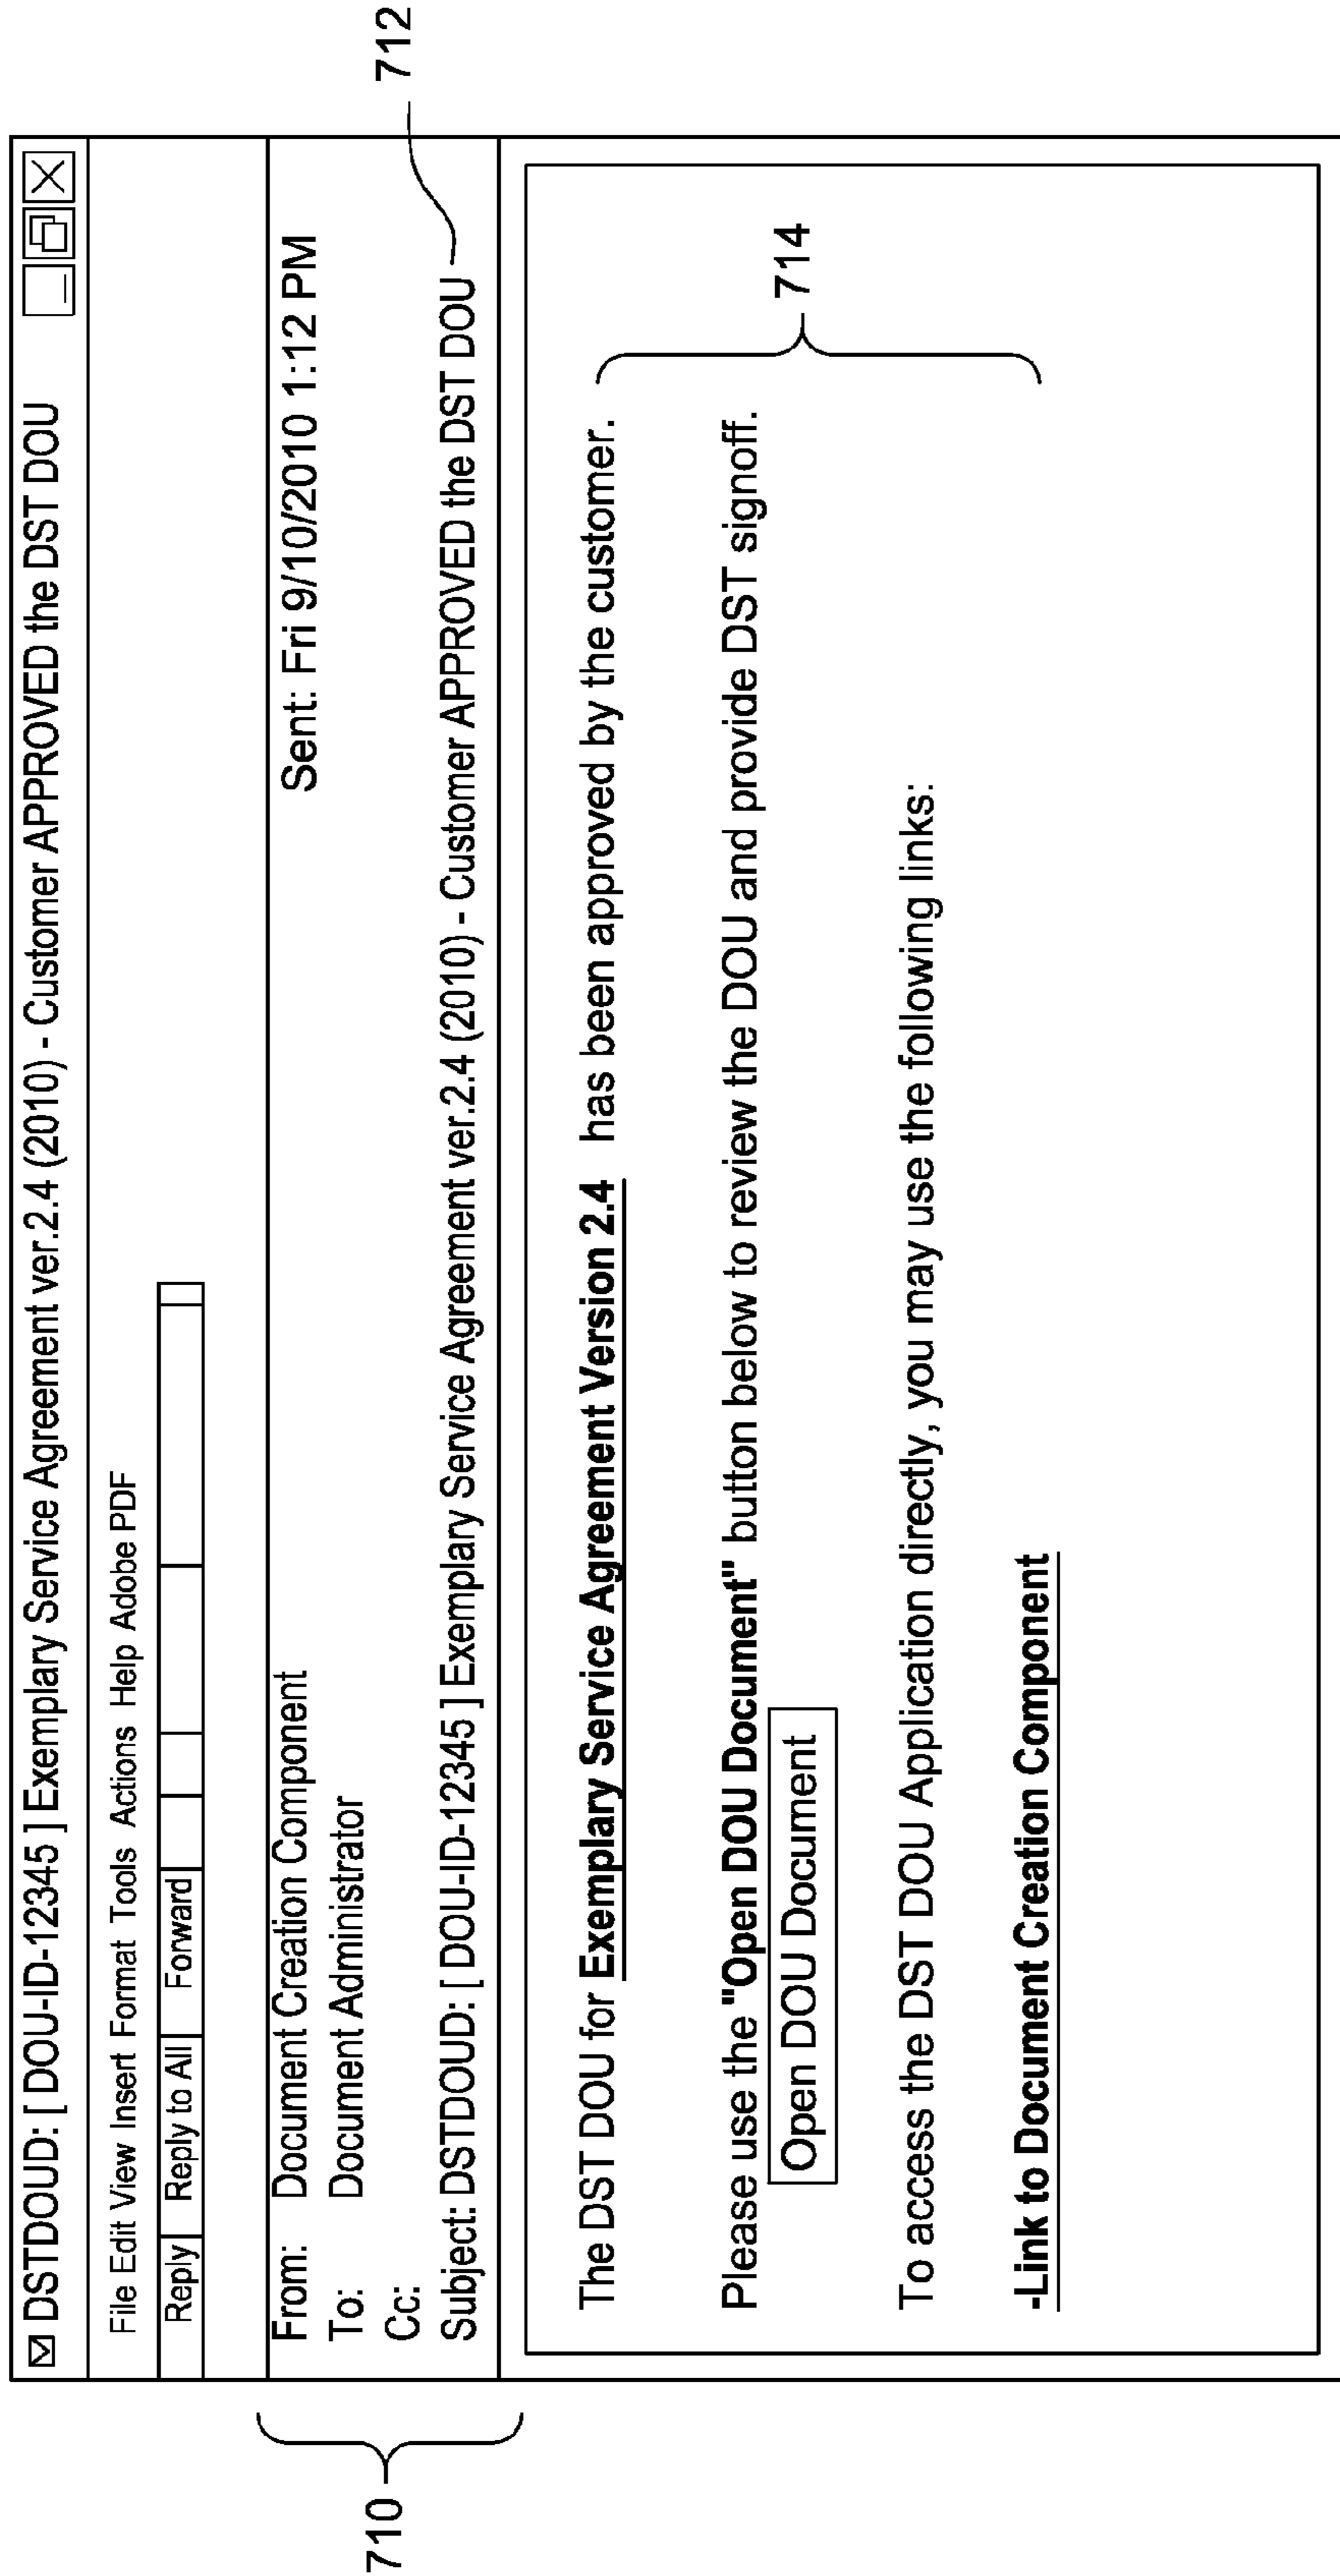 DSTDOUD: [ DOU-ID-12345 ] Exemplary Service Agreement ver.2.4 (2010) - Customer APPROVED the DST DOU
File Edit View Insert Format Tools Actions Help Adobe PDF
Reply Reply to All Forward
From: Document Creation Component Sent: Fri 9/10/2010 1:12 PM
To: Document Administrator
Cc:
Subject: DSTDOUD: [ DOU-ID-12345 ] Exemplary Service Agreement ver.2.4 (2010) - Customer APPROVED the DST DOU
710
712
The DST DOU for Exemplary Service Agreement Version 2.4 has been approved by the customer.
Please use the "Open DOU Document" button below to review the DOU and provide DST signoff.
Open DOU Document
714
To access the DST DOU Application directly, you may use the following links:
-Link to Document Creation Component